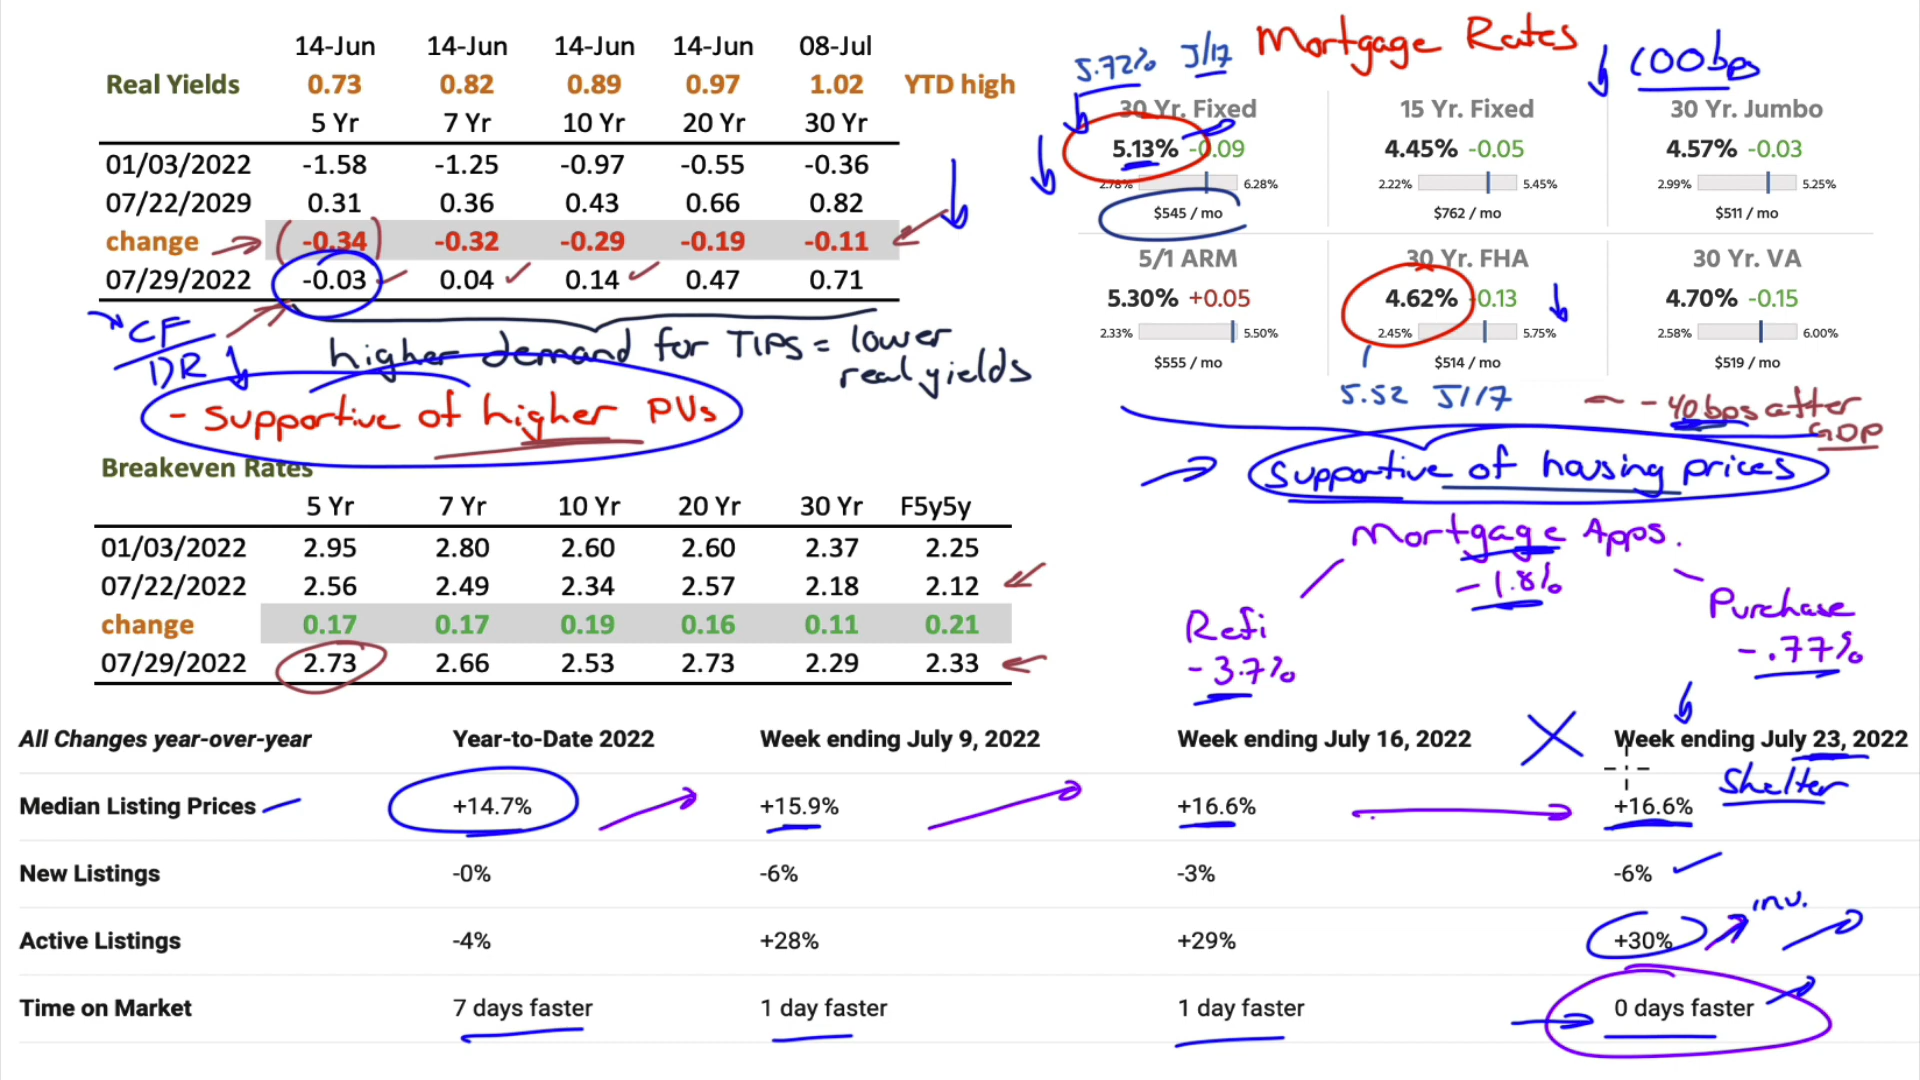 14-Jun 14-Jun 14-Jun 14-Jun 08-Jul
Real Yields 0.73 0.82 0.89 0.97 1.02 YTD high
5 Yr 7 Yr 10 Yr 20 Yr 30 Yr
01/03/2022 -1.58 -1.25 -0.97 -0.55 -0.36
07/22/2029 0.31 0.36 0.43 0.66 0.82
change -0.34 -0.32 -0.29 -0.19 -0.11
07/29/2022 -0.03 0.04 0.14 0.47 0.71
CF
DR
higher demand for TIPS = lower
real yields
- supportive of higher PVs
Breakeven Rates
5 Yr 7 Yr 10 Yr 20 Yr 30 Yr F5y5y
01/03/2022 2.95 2.80 2.60 2.60 2.37 2.25
07/22/2022 2.56 2.49 2.34 2.57 2.18 2.12
change 0.17 0.17 0.19 0.16 0.11 0.21
07/29/2022 2.73 2.66 2.53 2.73 2.29 2.33
Mortgage Rates
5.72% J/17
100bps
30 Yr. Fixed 15 Yr. Fixed 30 Yr. Jumbo
5.13% -0.09 4.45% -0.05 4.57% -0.03
2.78% 6.28% 2.22% 5.45% 2.99% 5.25%
$545 / mo $762 / mo $511 / mo
5/1 ARM 30 Yr. FHA 30 Yr. VA
5.30% +0.05 4.62% -0.13 4.70% -0.15
2.33% 5.50% 2.45% 5.75% 2.58% 6.00%
$555 / mo $514 / mo $519 / mo
5.52 J/17
- 40bps after
GDP
supportive of housing prices
Mortgage Apps.
- 1.8%
Refi
- 3.7%
Purchase
- .77%
All Changes year-over-year Year-to-Date 2022 Week ending July 9, 2022 Week ending July 16, 2022 Week ending July 23, 2022
Shelter
Median Listing Prices +14.7% +15.9% +16.6% +16.6%
New Listings -0% -6% -3% -6%
inv.
Active Listings -4% +28% +29% +30%
Time on Market 7 days faster 1 day faster 1 day faster 0 days faster